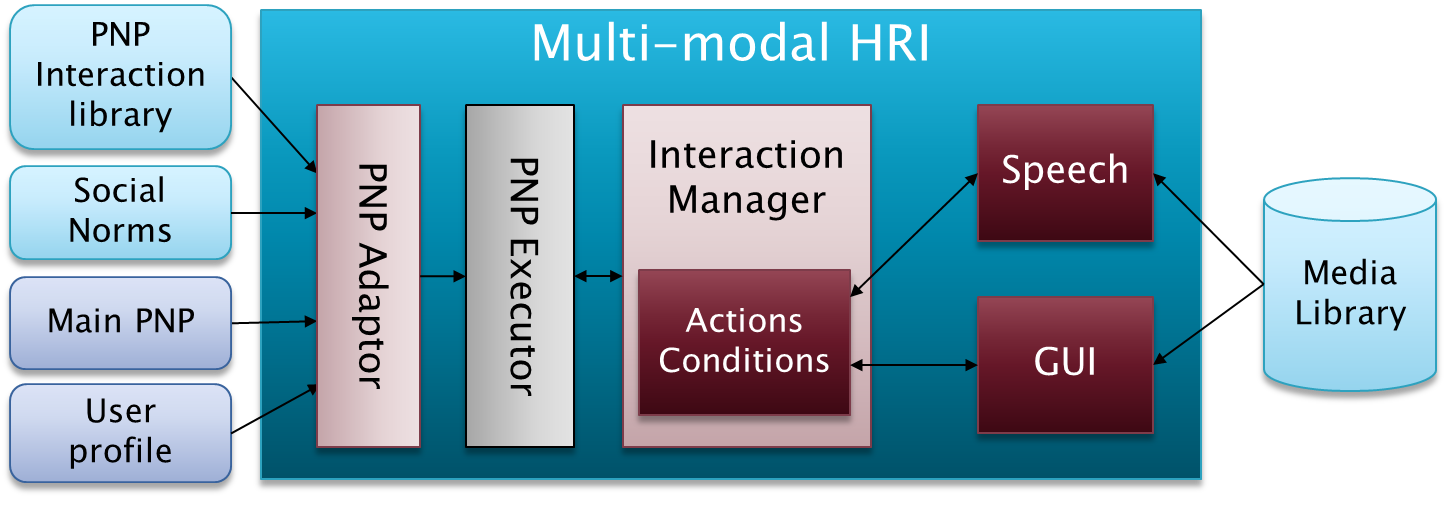 PNP
Interaction
library
Social
Norms
Main PNP
User
profile
Multi-modal HRI
PNP Adaptor
PNP Executor
Interaction
Manager
Actions
Conditions
Speech
GUI
Media
Library